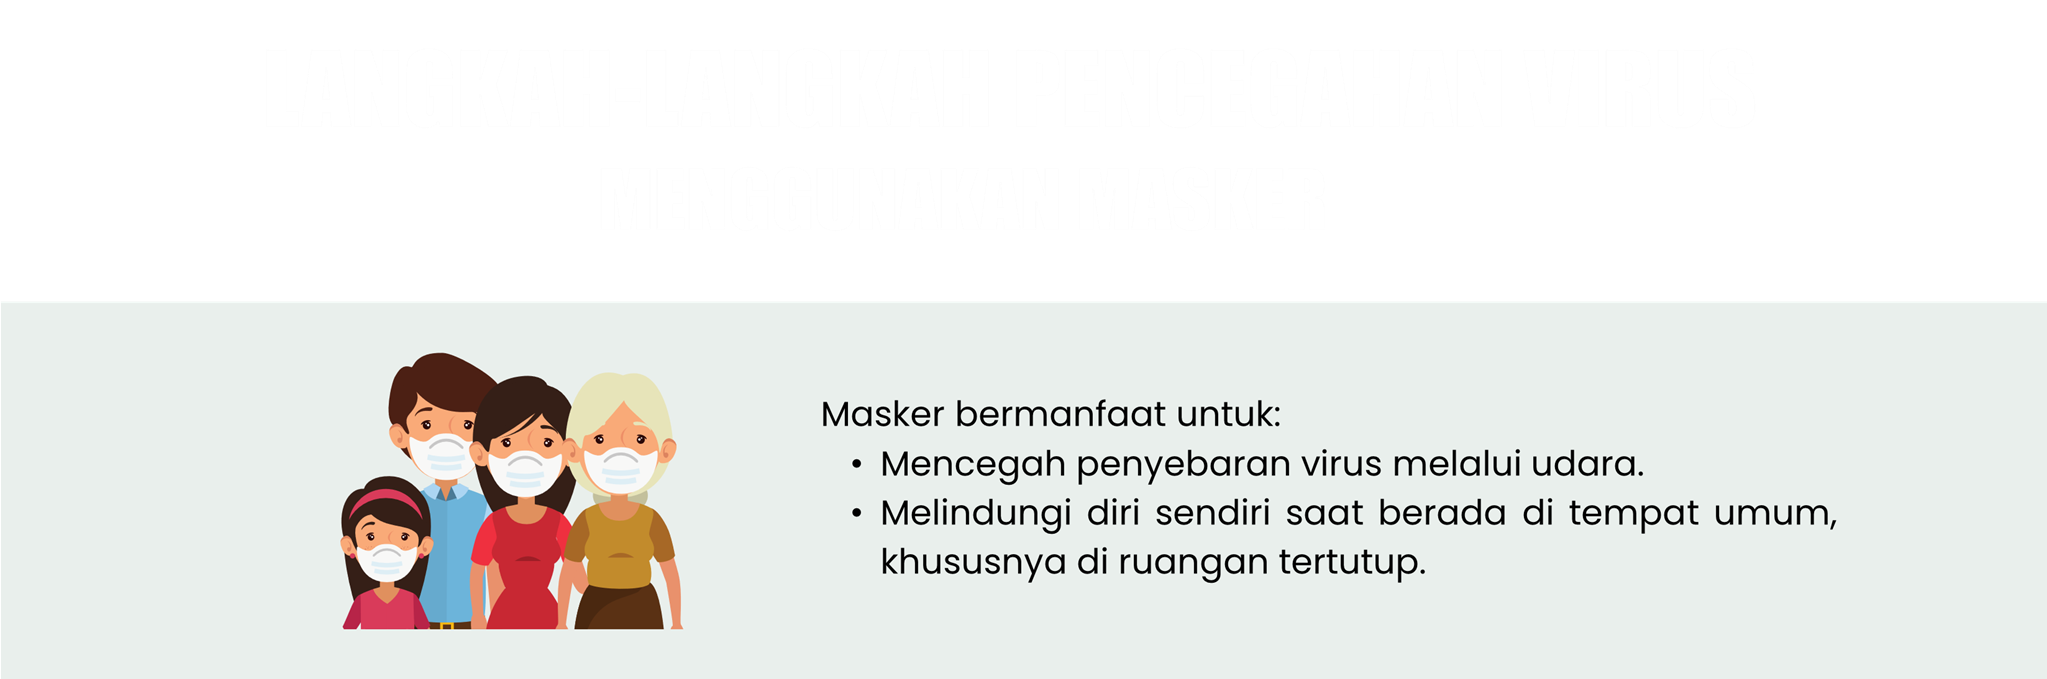 Masker bermanfaat untuk:
• Mencegah penyebaran virus melalui udara.
• Melindungi diri sendiri saat berada di tempat umum,
khususnya di ruangan tertutup.